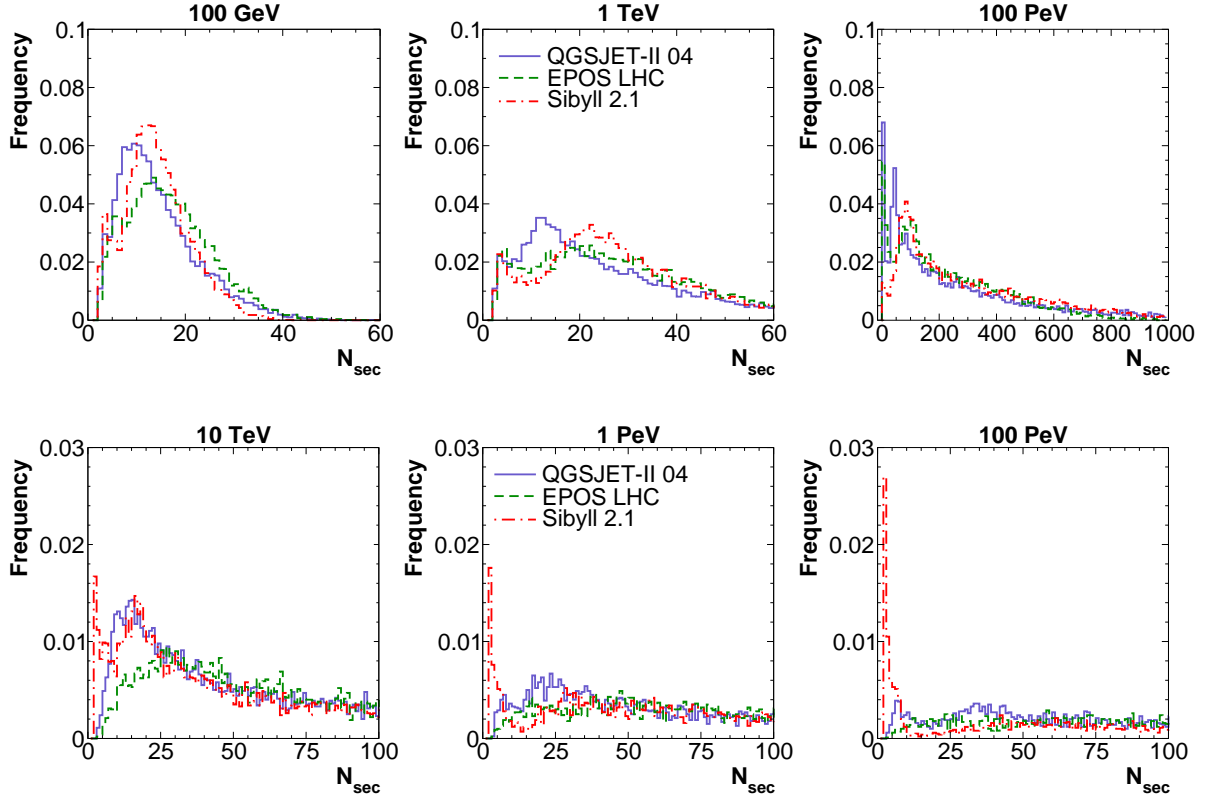 100 GeV
Frequency
0.1
0.08
0.06
0.04
0.02
0
0 20 40 60
N_sec
1 TeV
Frequency
0.1
0.08
0.06
0.04
0.02
0
QGSJET-II 04
EPOS LHC
Sibyll 2.1
0 20 40 60
N_sec
100 PeV
Frequency
0.1
0.08
0.06
0.04
0.02
0
0 200 400 600 800 1000
N_sec
10 TeV
Frequency
0.03
0.02
0.01
0
0 25 50 75 100
N_sec
1 PeV
Frequency
0.03
0.02
0.01
0
QGSJET-II 04
EPOS LHC
Sibyll 2.1
0 25 50 75 100
N_sec
100 PeV
Frequency
0.03
0.02
0.01
0
0 25 50 75 100
N_sec